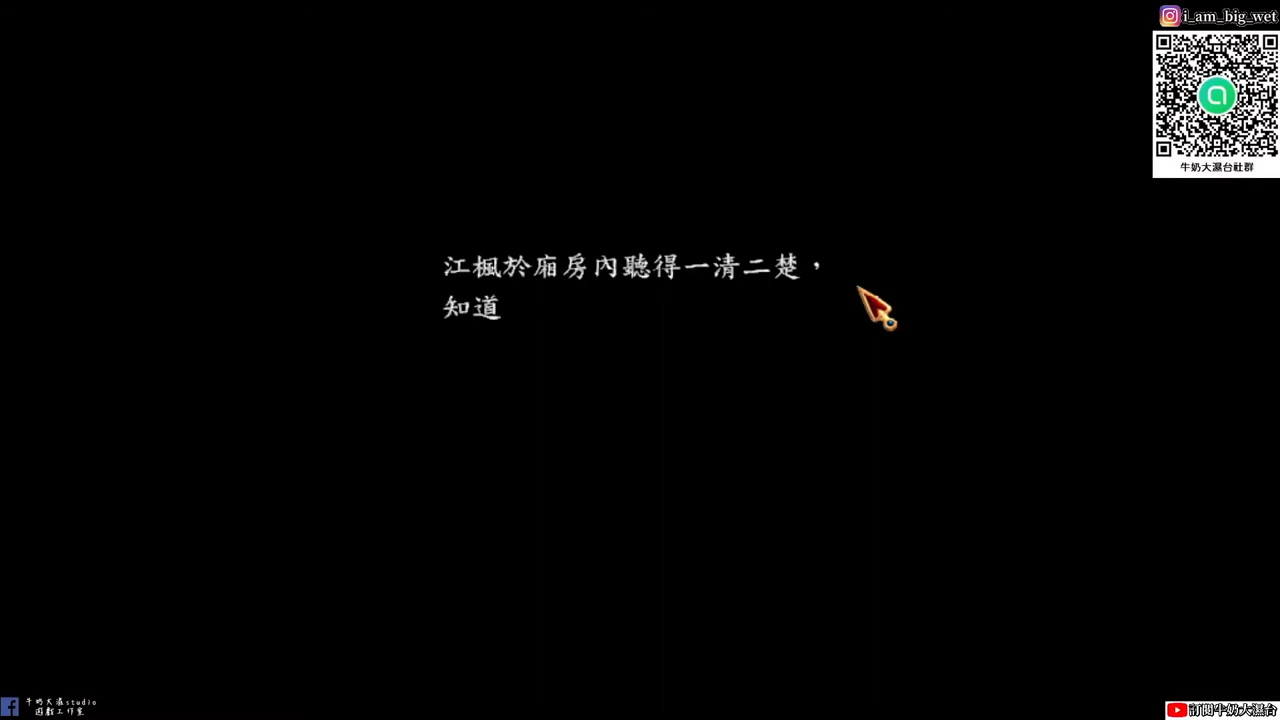 i_am_big_wet
牛奶大濕台社群
江楓於廂房內聽得一清二楚，
知道
牛奶大濕studio
遊戲工作室
訂閱牛奶大濕台